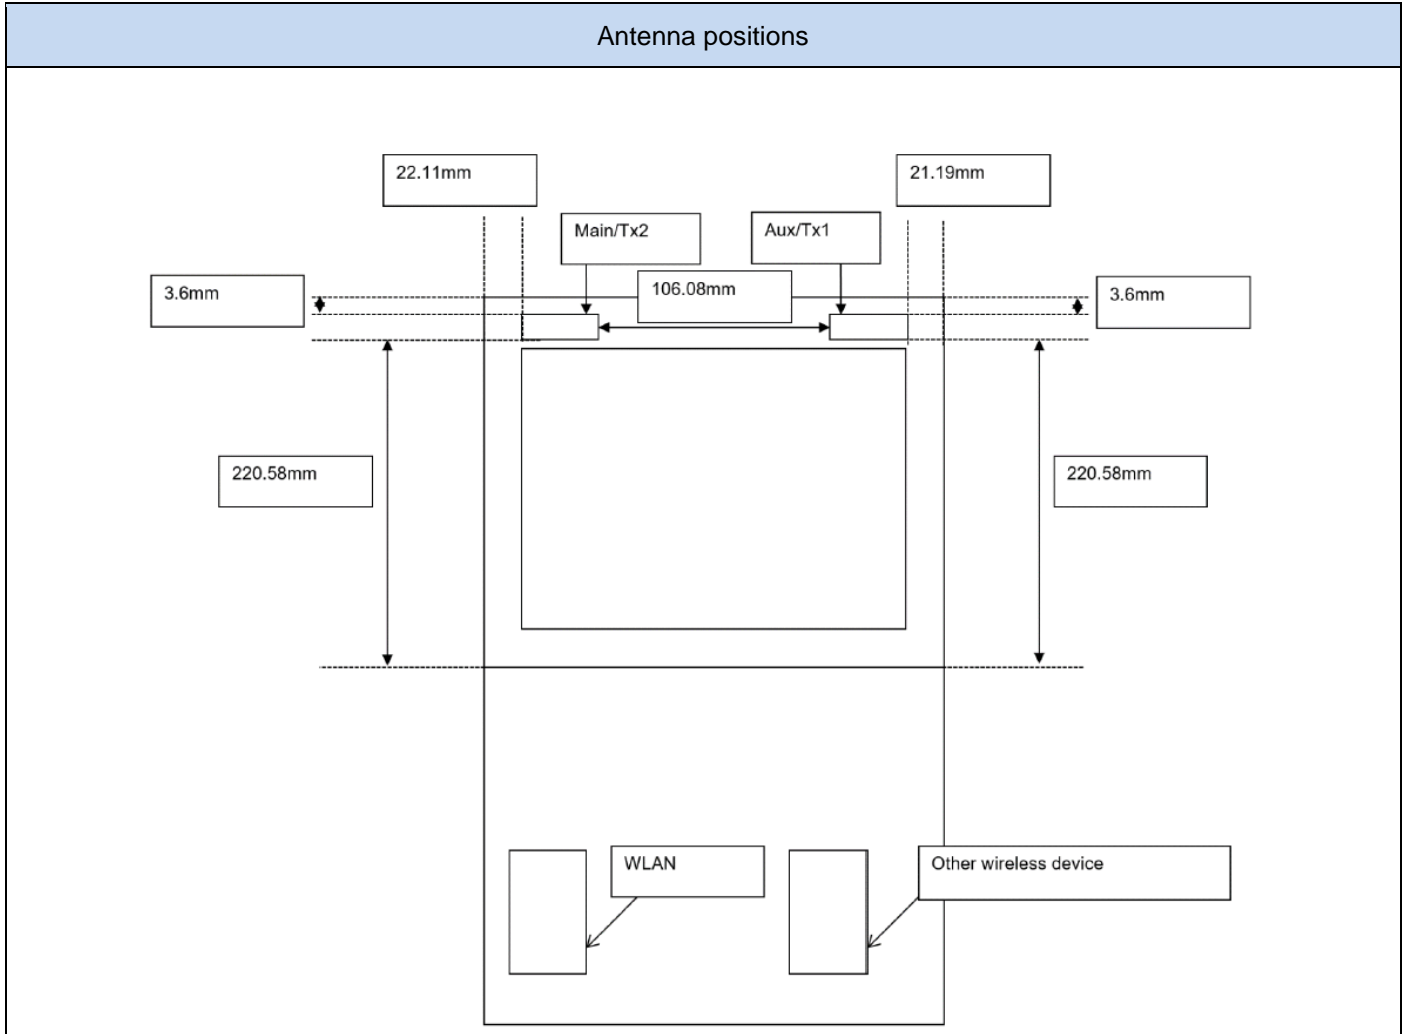 Antenna positions
22.11mm
21.19mm
Main/Tx2
Aux/Tx1
3.6mm
106.08mm
3.6mm
220.58mm
220.58mm
WLAN
Other wireless device